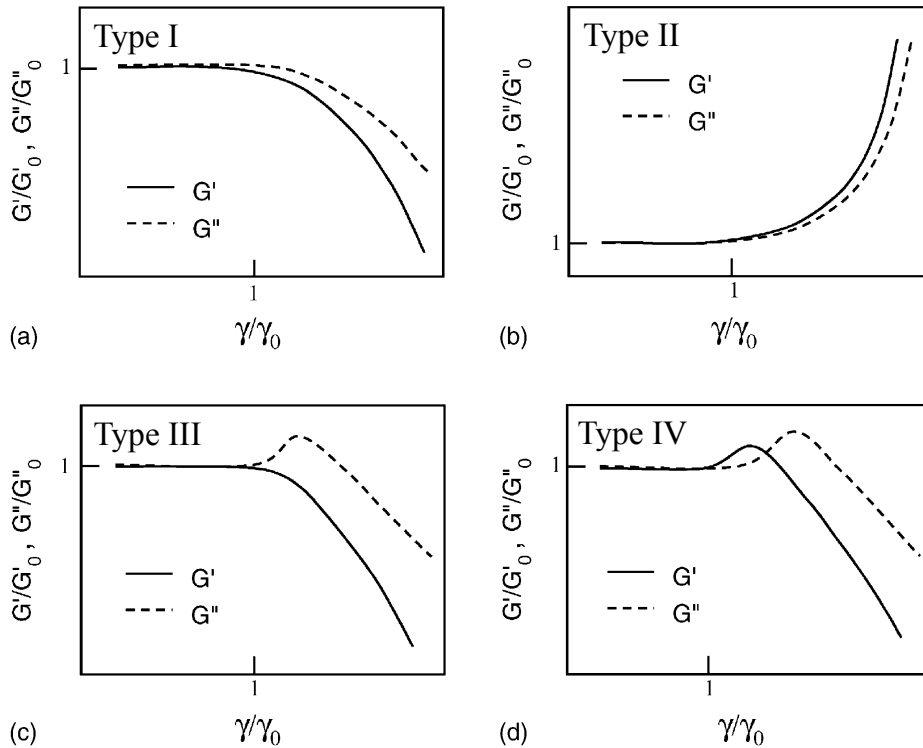 Type I
1
G'/G'₀ , G"/G"₀
G'
G"
1
γ/γ₀
(a)
Type II
G'/G'₀ , G"/G"₀
G'
G"
1
1
γ/γ₀
(b)
Type III
1
G'/G'₀ , G"/G"₀
G'
G"
1
γ/γ₀
(c)
Type IV
1
G'/G'₀ , G"/G"₀
G'
G"
1
γ/γ₀
(d)